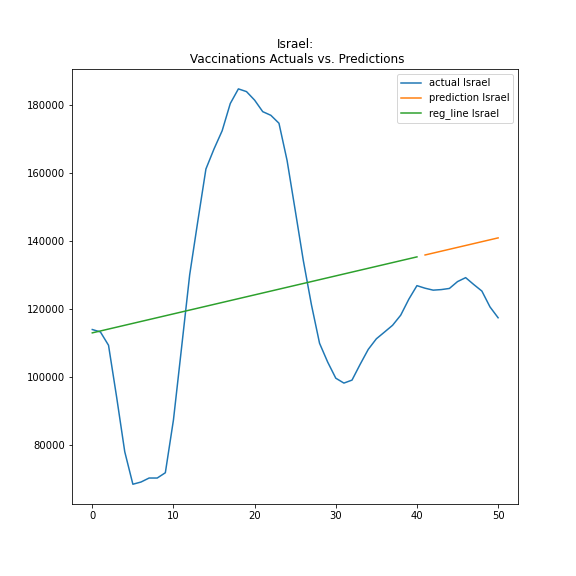 Israel:
Vaccinations Actuals vs. Predictions
actual Israel
prediction Israel
reg_line Israel
180000
160000
140000
120000
100000
80000
0 10 20 30 40 50